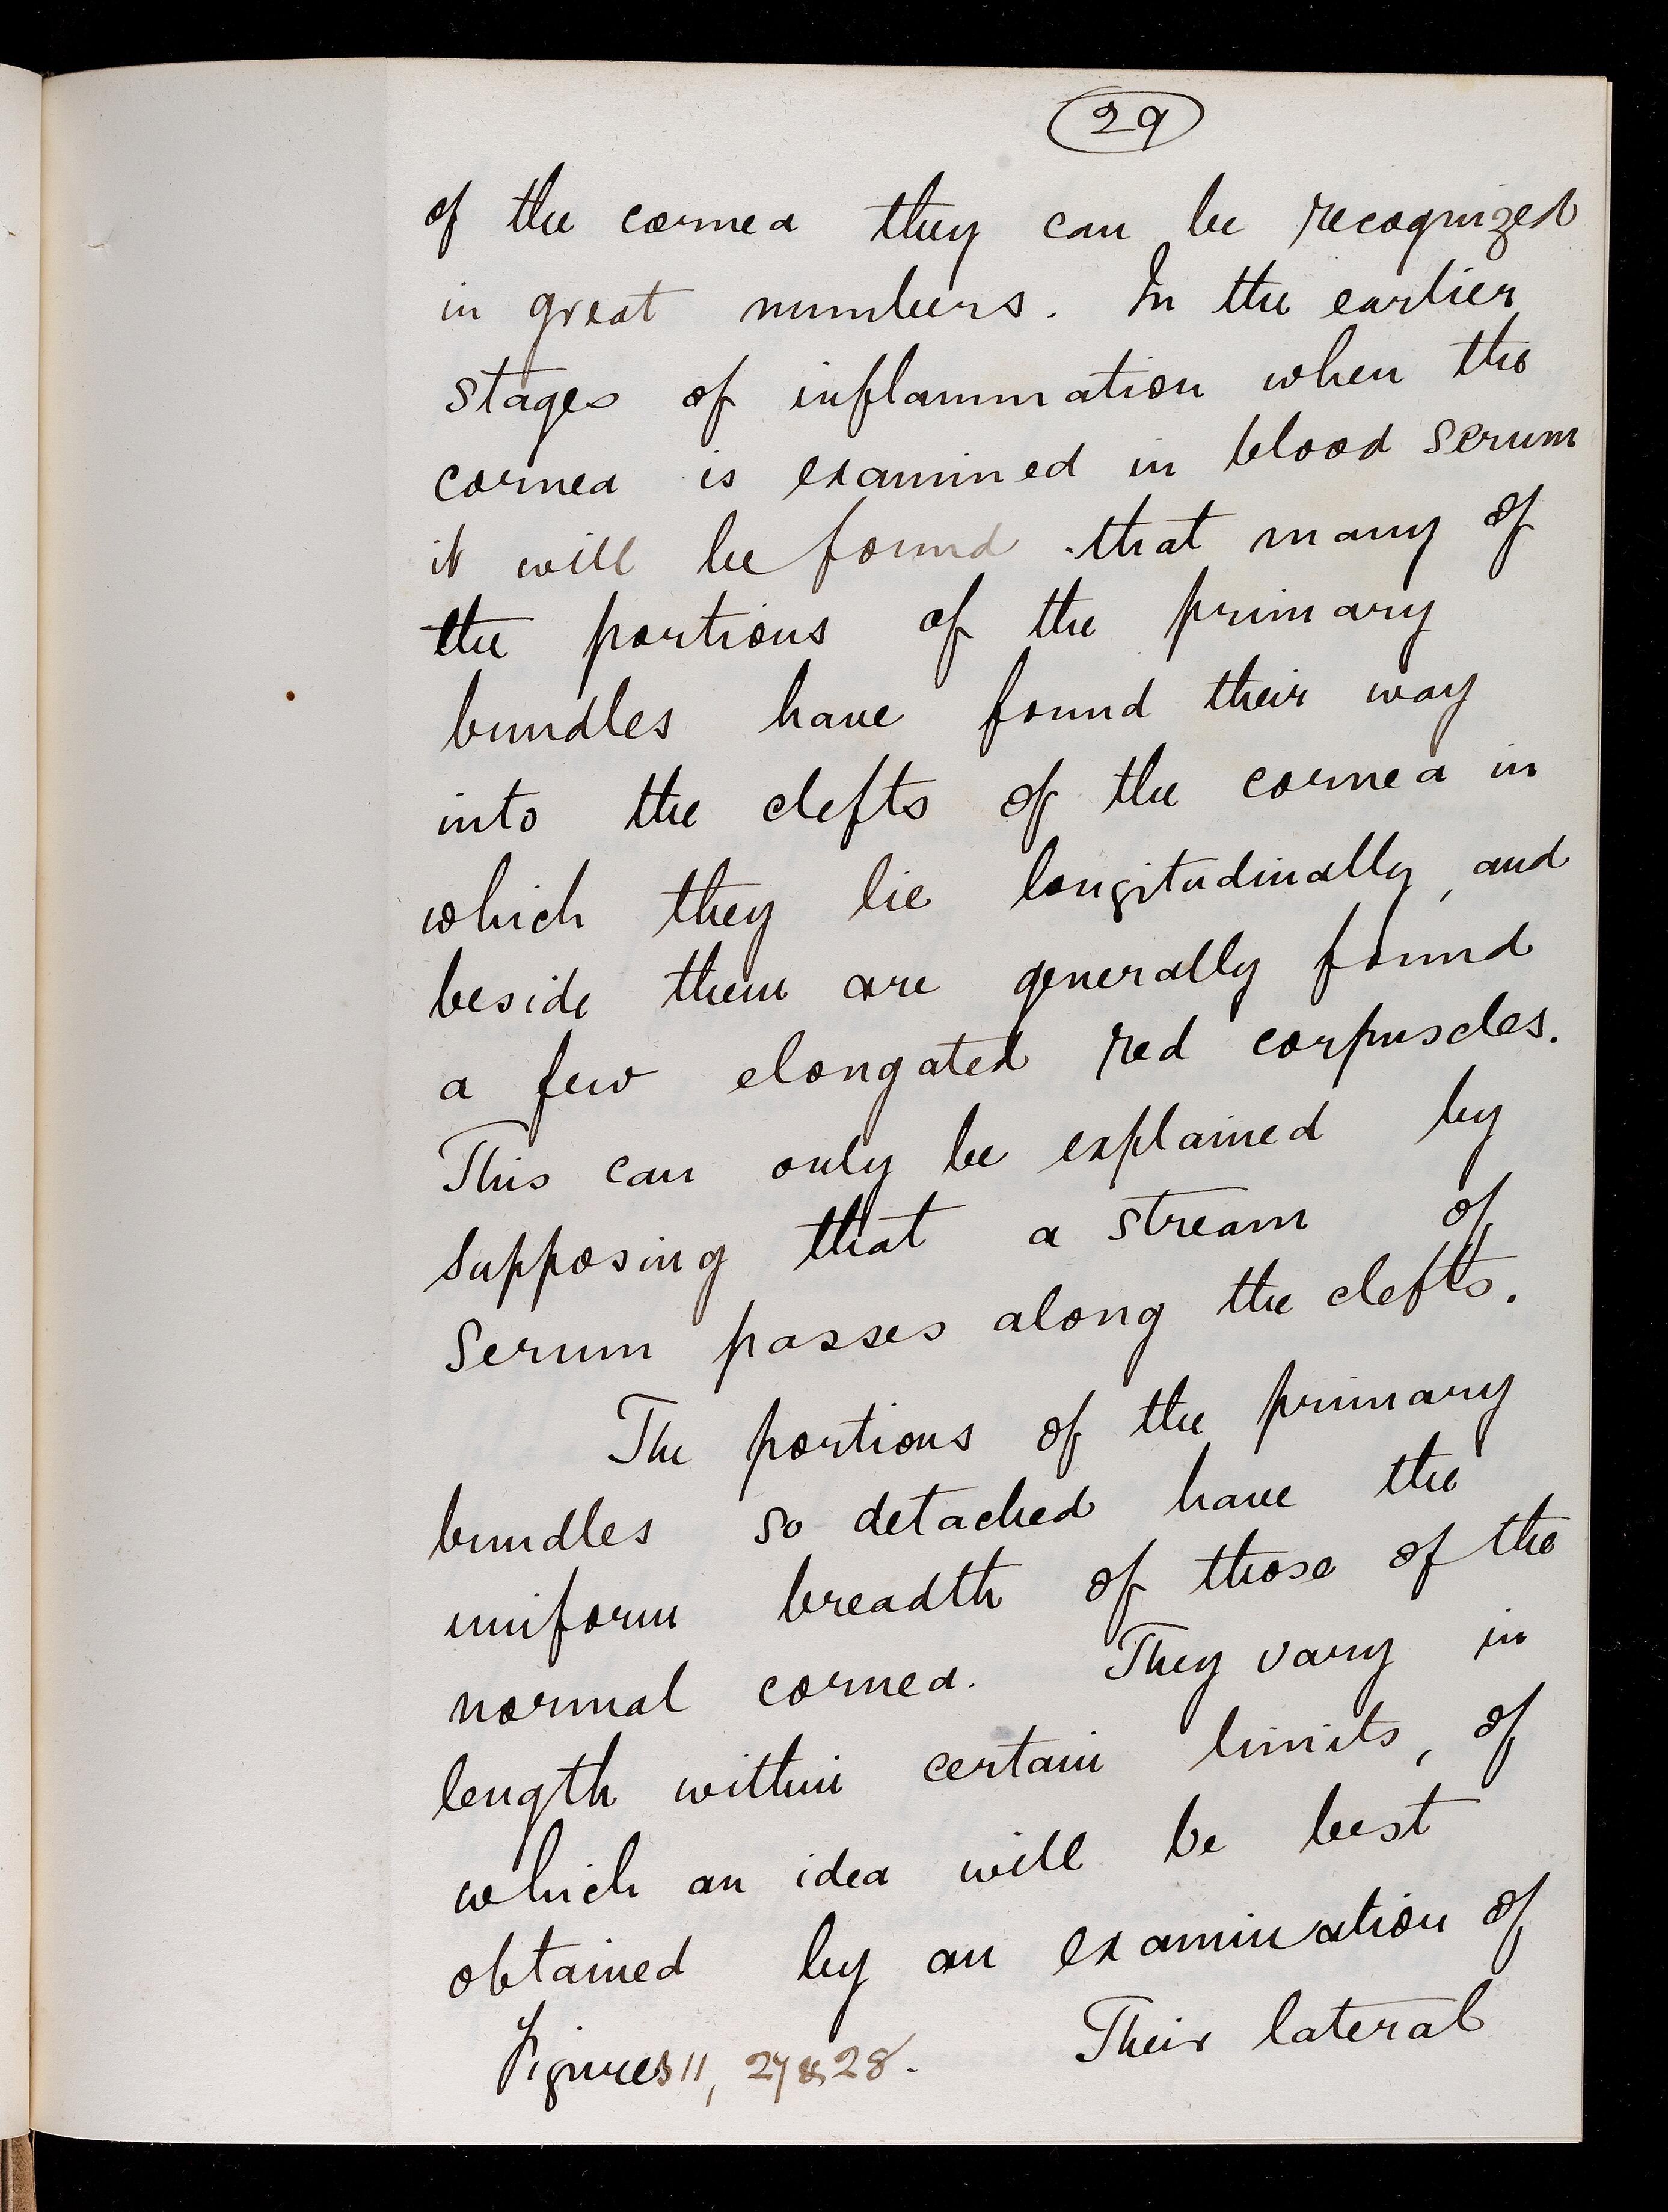 29
of the cornea they can be recognized
in great numbers. In the earlier
stages of inflammation when the
cornea is examined in blood serum
it will be found that many of
the portions of the primary
bundles have found their way
into the clefts of the cornea in
which they lie longitudinally, and
beside them are generally found
a few elongated red corpuscles.
This can only be explained by
supposing that a stream of
serum passes along the clefts.
The portions of the primary
bundles so detached have the
uniform breadth of those of the
normal cornea. They vary in
length within certain limits, of
which an idea will be best
obtained by an examination of
Figures 11, 27 & 28. Their lateral